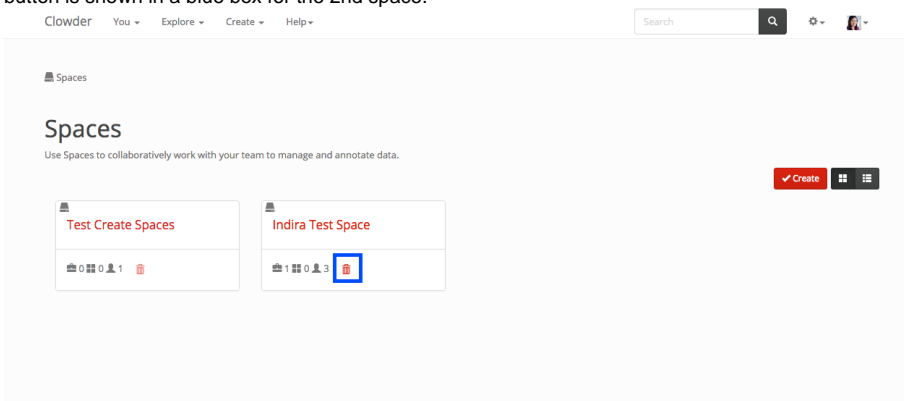 button is shown in a blue box for the 2nd space.
Clowder You Explore Create Help Search
Spaces
Spaces
Use Spaces to collaboratively work with your team to manage and annotate data.
Create
Test Create Spaces Indira Test Space
0 0 1 1 0 3